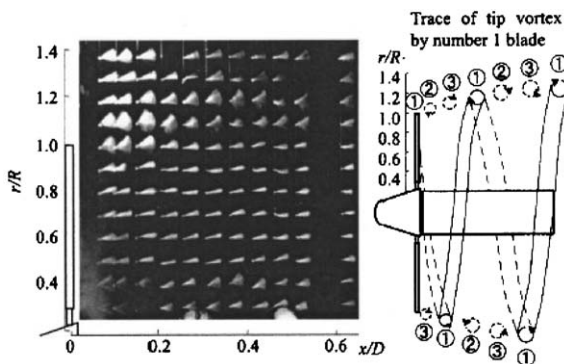 Trace of tip vortex
by number 1 blade
r/R
1.4
1.2
1.0
0.8
0.6
0.4
0
0
0.2
0.4
0.6
x/D
r/R
1.4
1.2
1.0
0.8
0.6
0.4
① ② ③ ① ② ③ ①
③ ① ② ③ ①